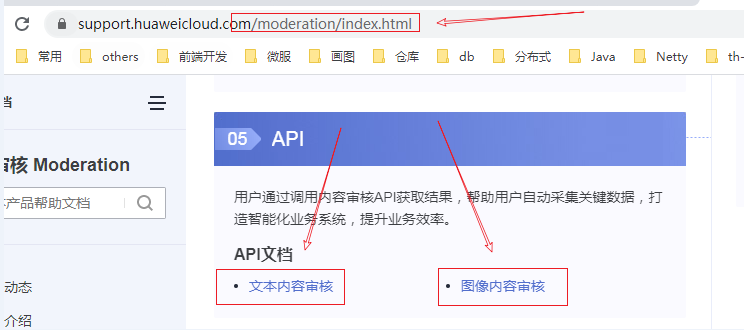 support.huaweicloud.com/moderation/index.html
常用 others 前端开发 微服 画图 仓库 db 分布式 Java Netty th-
档
审核 Moderation
产品帮助文档
动态
介绍
05 API
用户通过调用内容审核API获取结果，帮助用户自动采集关键数据，打
造智能化业务系统，提升业务效率。
API文档
• 文本内容审核 • 图像内容审核